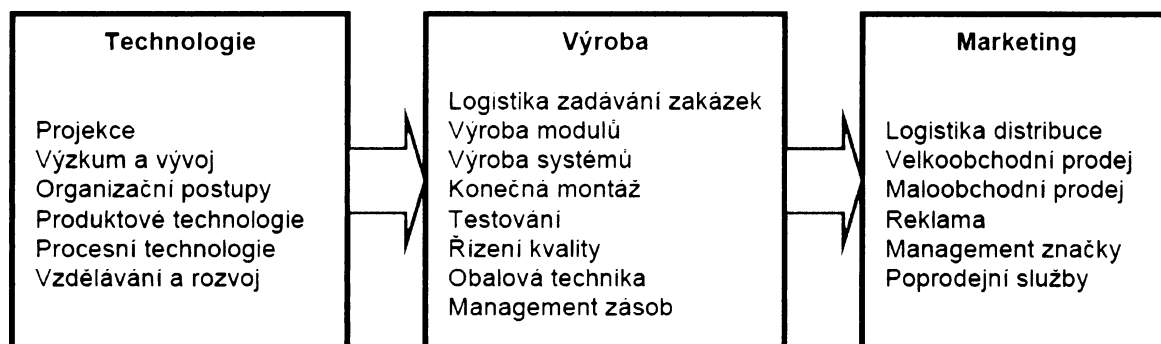 Technologie
Projekce
Výzkum a vývoj
Organizační postupy
Produktové technologie
Procesní technologie
Vzdělávání a rozvoj
Výroba
Logistika zadávání zakázek
Výroba modulů
Výroba systémů
Konečná montáž
Testování
Řízení kvality
Obalová technika
Management zásob
Marketing
Logistika distribuce
Velkoobchodní prodej
Maloobchodní prodej
Reklama
Management značky
Poprodejní služby